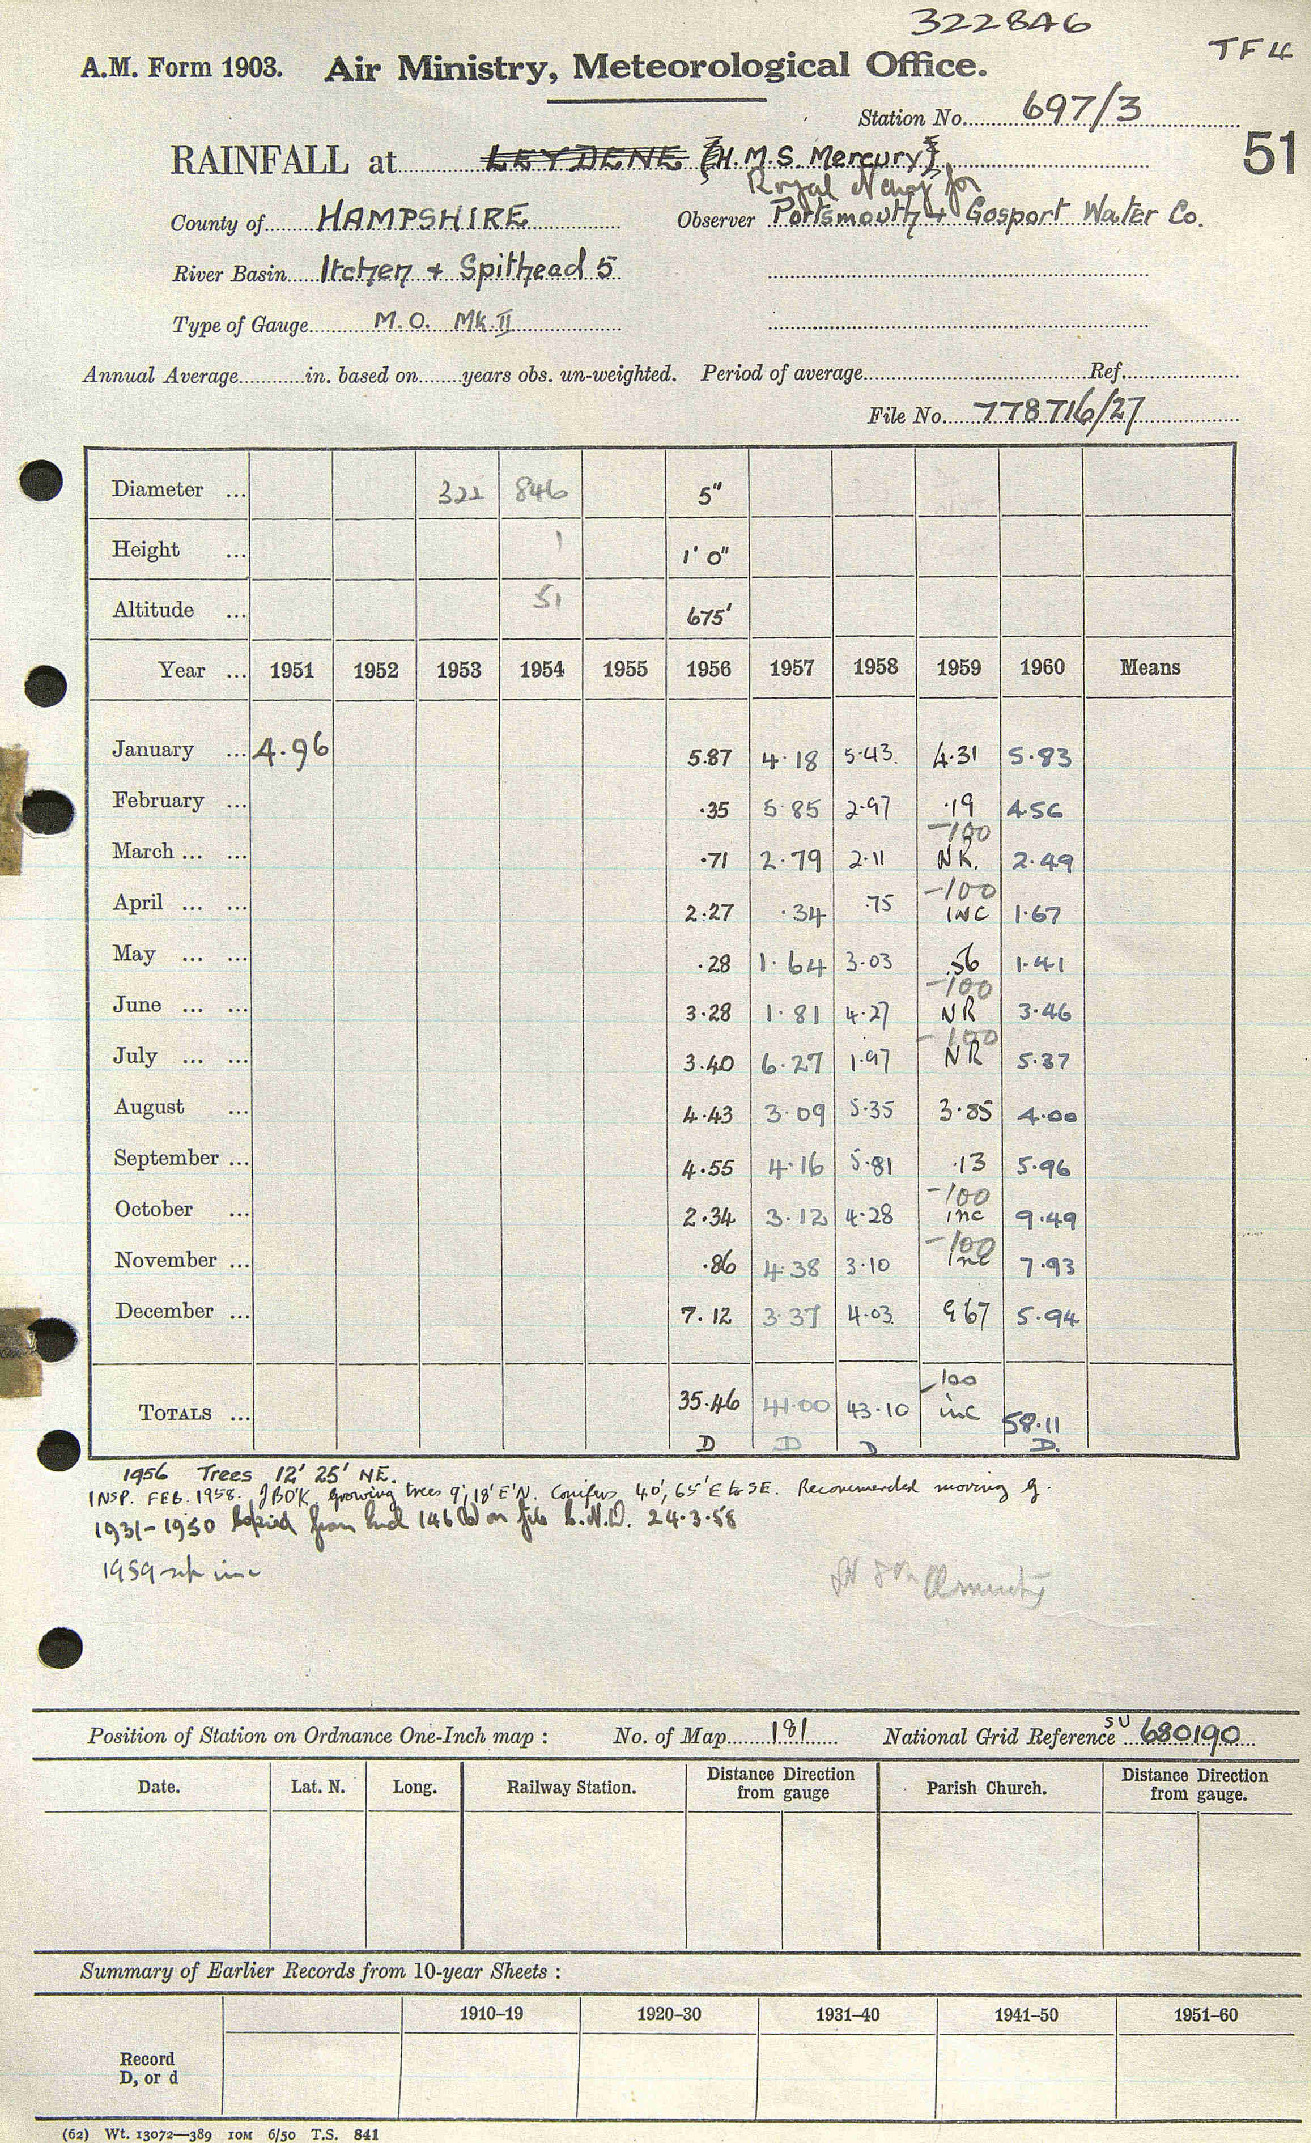 322846
TF 4
A.M. Form 1903. Air Ministry, Meteorological Office.
Station No. 697/3
51
RAINFALL at LEYDENE [H.M.S. Mercury]
Royal Navy for
County of HAMPSHIRE Observer Portsmouth + Gosport Water Co.
River Basin Itchen + Spithead 5
Type of Gauge M.O. Mk II
Annual Average in. based on years obs. un-weighted. Period of average Ref.
File No. 778716/27
Diameter ... 322 846 5"
Height ... 1 1' 0"
Altitude ... 51 675'
Year ... 1951 1952 1953 1954 1955 1956 1957 1958 1959 1960 Means
January ... 4.96 5.87 4.18 5.43 4.31 5.83
February ... .35 5.85 2.97 .19 4.56
-100
March ... ... .71 2.79 2.11 NR. 2.49
-100
April ... ... 2.27 .34 .75 INC 1.67
May ... ... .28 1.64 3.03 .56 1.41
-100
June ... ... 3.28 1.81 4.27 NR 3.46
-100
July ... ... 3.40 6.27 1.97 NR 5.37
August ... 4.43 3.09 5.35 3.85 4.00
September ... 4.55 4.16 5.81 .13 5.96
-100
October ... 2.34 3.12 4.28 inc 9.49
-100
November ... .86 4.38 3.10 Inc 7.93
December ... 7.12 3.37 4.03 9.67 5.94
-100
TOTALS ... 35.46 41.00 43.10 inc 58.11
D D D D.
1956 Trees 12' 25' NE.
INSP. FEB. 1958. JBO'K growing trees 9', 18' E'N. Conifers 40', 65' E to SE. Recommended moving g.
1931-1950 Copied from on file 24.3.58
1959 inc
Position of Station on Ordnance One-Inch map : No. of Map 181 National Grid Reference SU 680190
Date. Lat. N. Long. Railway Station. Distance Direction from gauge Parish Church. Distance Direction from gauge.
Summary of Earlier Records from 10-year Sheets :
1910–19 1920–30 1931–40 1941–50 1951–60
Record
D, or d
(62) Wt. 13072—389 10M 6/50 T.S. 841